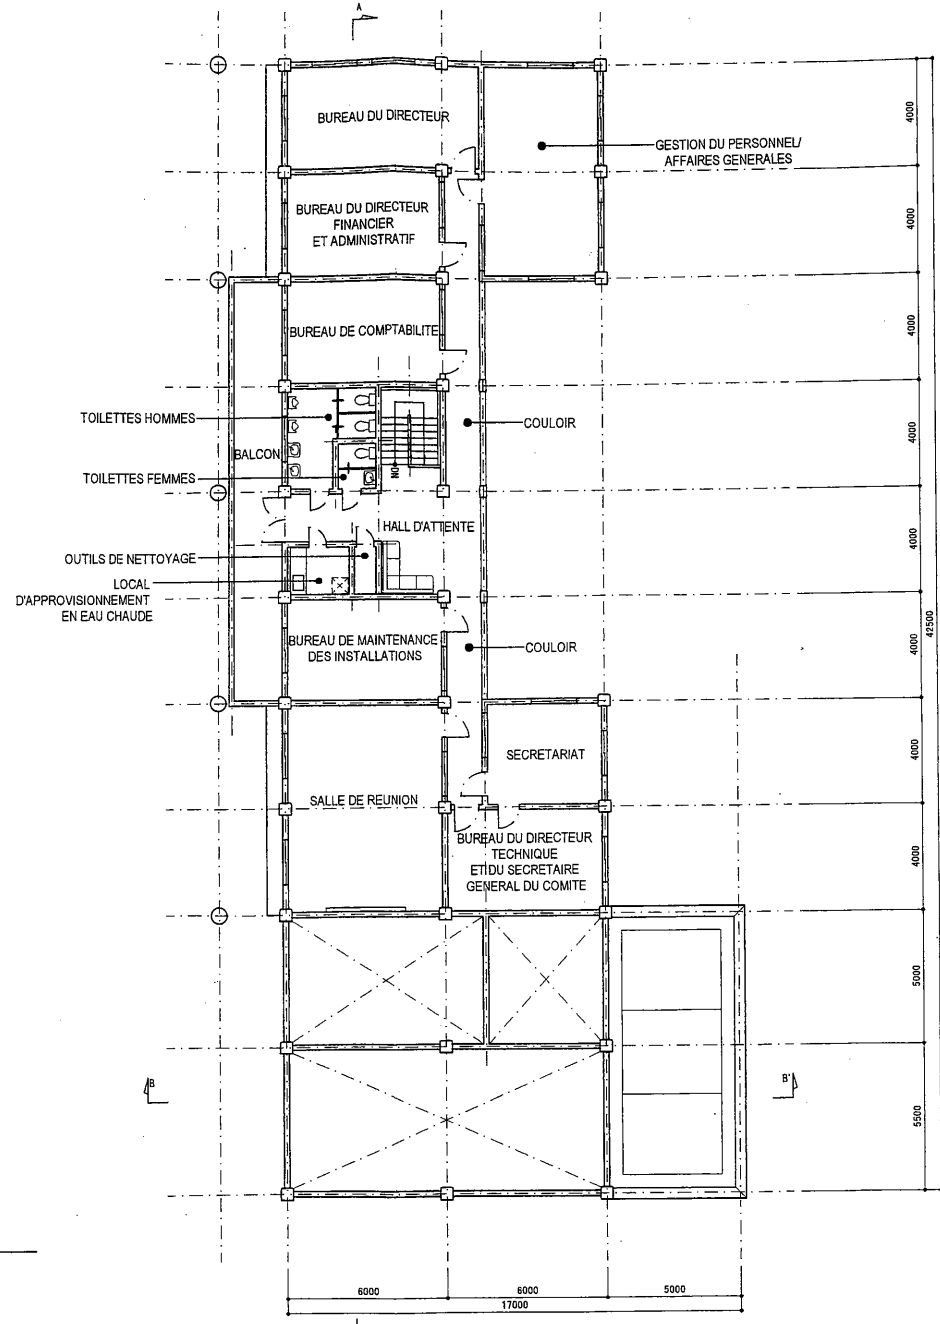 A
BUREAU DU DIRECTEUR
GESTION DU PERSONNEL/
AFFAIRES GENERALES
4000
BUREAU DU DIRECTEUR
FINANCIER
ET ADMINISTRATIF
4000
BUREAU DE COMPTABILITE
4000
TOILETTES HOMMES
COULOIR
4000
BALCON
TOILETTES FEMMES
DN
HALL D'ATTENTE
4000
OUTILS DE NETTOYAGE
LOCAL
D'APPROVISIONNEMENT
EN EAU CHAUDE
42500
BUREAU DE MAINTENANCE
DES INSTALLATIONS
COULOIR
4000
SECRETARIAT
4000
SALLE DE REUNION
BUREAU DU DIRECTEUR
TECHNIQUE
ET DU SECRETAIRE
GENERAL DU COMITE
4000
5000
B
B'
5500
6000
6000
5000
17000